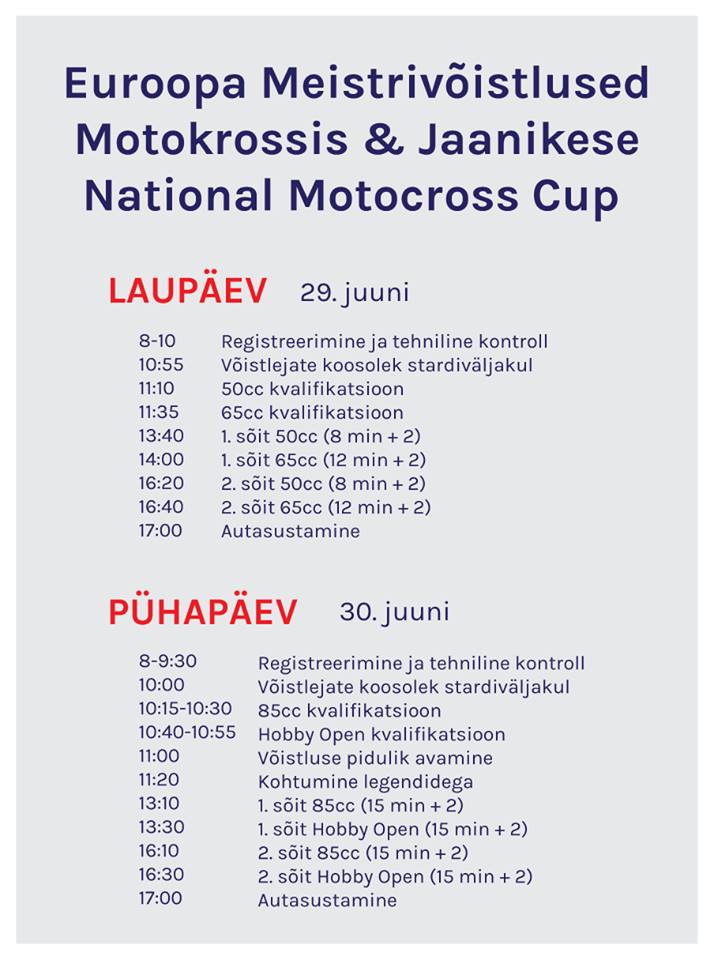 Euroopa Meistrivõistlused
Motokrossis & Jaanikese
National Motocross Cup
LAUPÄEV 29. juuni
8-10 Registreerimine ja tehniline kontroll
10:55 Võistlejate koosolek stardiväljakul
11:10 50cc kvalifikatsioon
11:35 65cc kvalifikatsioon
13:40 1. sõit 50cc (8 min + 2)
14:00 1. sõit 65cc (12 min + 2)
16:20 2. sõit 50cc (8 min + 2)
16:40 2. sõit 65cc (12 min + 2)
17:00 Autasustamine
PÜHAPÄEV 30. juuni
8-9:30 Registreerimine ja tehniline kontroll
10:00 Võistlejate koosolek stardiväljakul
10:15-10:30 85cc kvalifikatsioon
10:40-10:55 Hobby Open kvalifikatsioon
11:00 Võistluse pidulik avamine
11:20 Kohtumine legendidega
13:10 1. sõit 85cc (15 min + 2)
13:30 1. sõit Hobby Open (15 min + 2)
16:10 2. sõit 85cc (15 min + 2)
16:30 2. sõit Hobby Open (15 min + 2)
17:00 Autasustamine